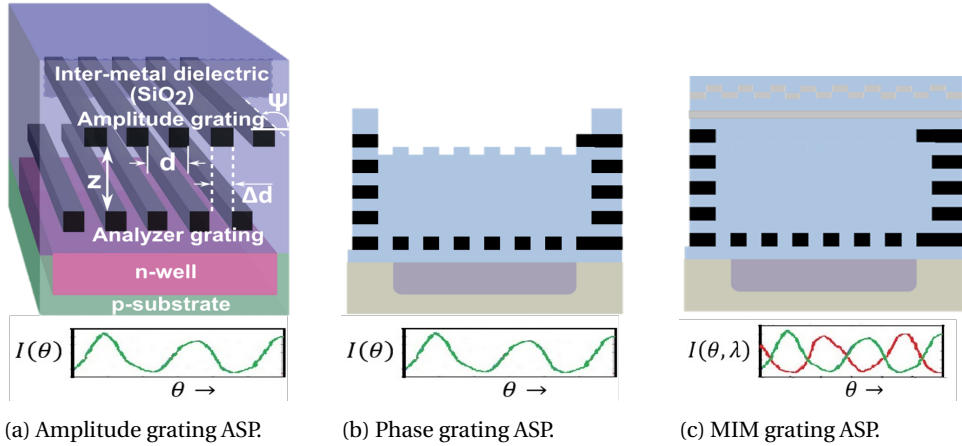 Inter-metal dielectric
(SiO2)
Amplitude grating
Ψ
d
z
Δd
Analyzer grating
n-well
p-substrate
I(θ)
θ →
(a) Amplitude grating ASP.
I(θ)
θ →
(b) Phase grating ASP.
I(θ, λ)
θ →
(c) MIM grating ASP.